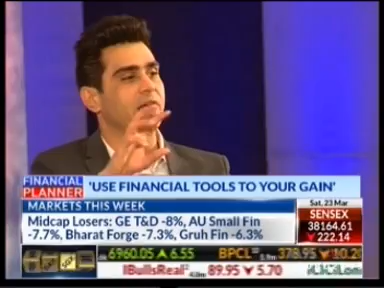 FINANCIAL
PLANNER
'USE FINANCIAL TOOLS TO YOUR GAIN'
MARKETS THIS WEEK
Sat, 23 Mar
Midcap Losers: GE T&D -8%, AU Small Fin
-7.7%, Bharat Forge -7.3%, Gruh Fin -6.3%
SENSEX
38164.61
▼ 222.14
6960.05 ▲ 6.55 BPCL 378.95 ▼ 10.20
IBullsReal 89.95 ▼ 5.70